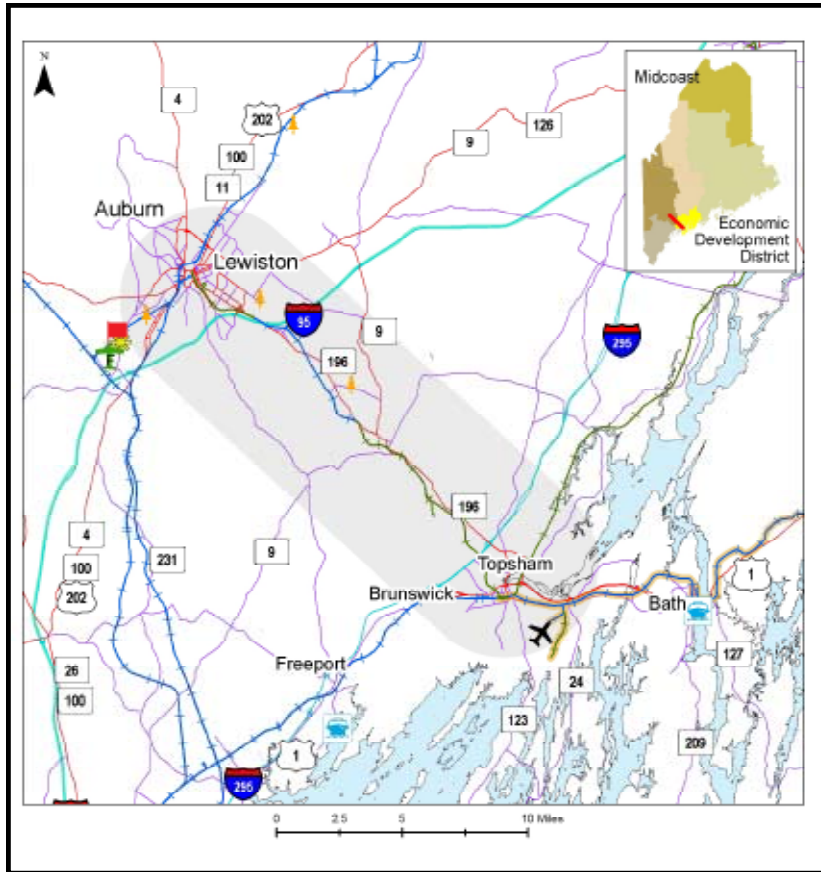 N
Midcoast
Economic
Development
District
4
202
126
9
100
11
Auburn
Lewiston
95
9
295
196
196
4
100
202
231
9
Topsham
Brunswick
Bath
1
Freeport
26
100
24
127
123
1
209
295
0 2.5 5 10 Miles